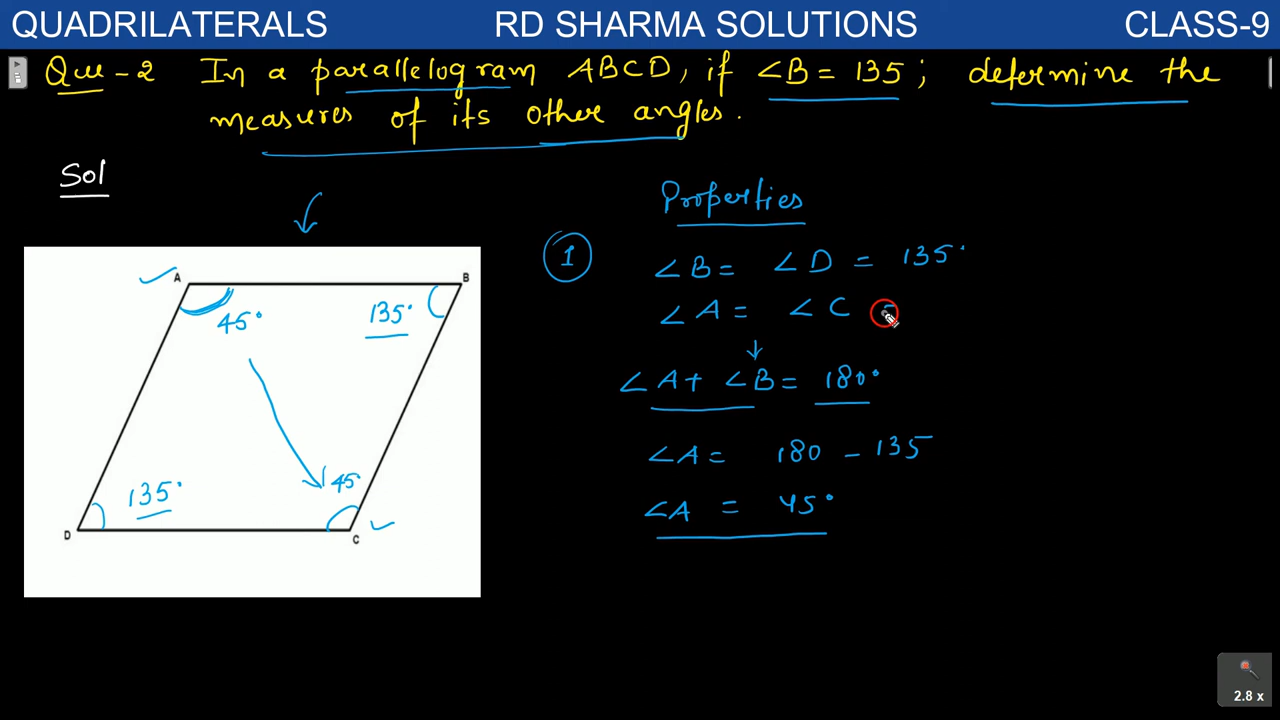 QUADRILATERALS RD SHARMA SOLUTIONS CLASS-9
Que-2 In a parallelogram ABCD, if ∠B = 135; determine the
measures of its other angles.
Sol
A
B
45°
135°
135°
45
D
C
Properties
1
∠B = ∠D = 135°
∠A = ∠C
∠A + ∠B = 180°
∠A = 180 - 135
∠A = 45°
2.8 x